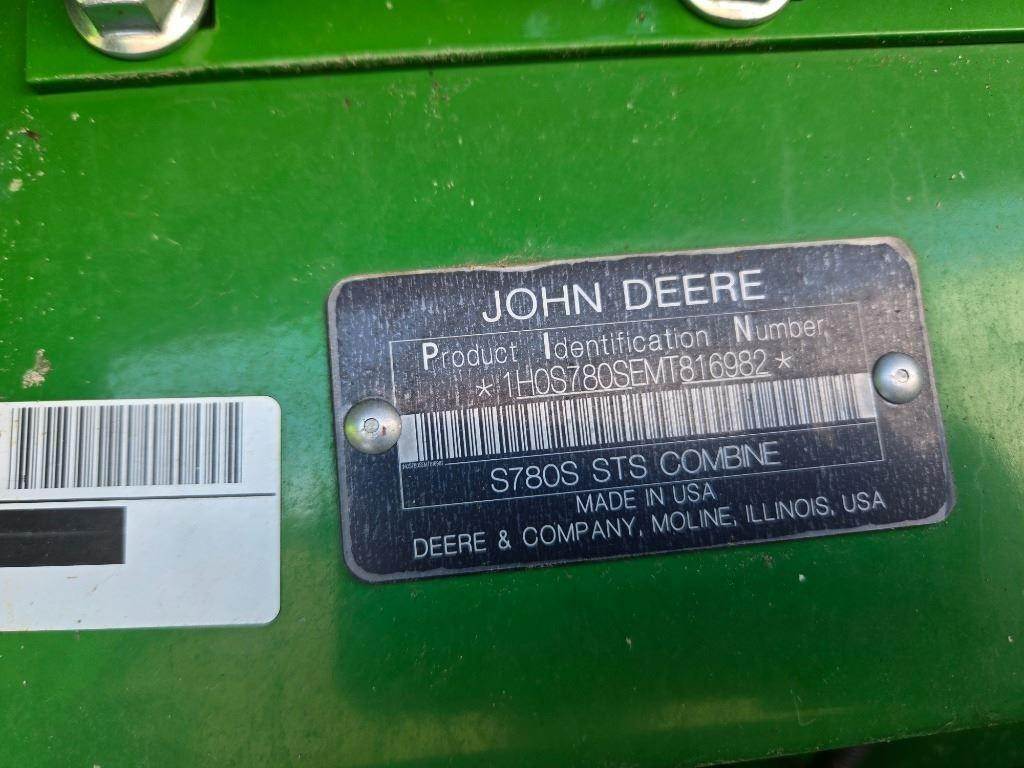 JOHN DEERE
Product Identification Number
*1H0S780SEMT816982*
S780S STS COMBINE
MADE IN USA
DEERE & COMPANY, MOLINE, ILLINOIS, USA